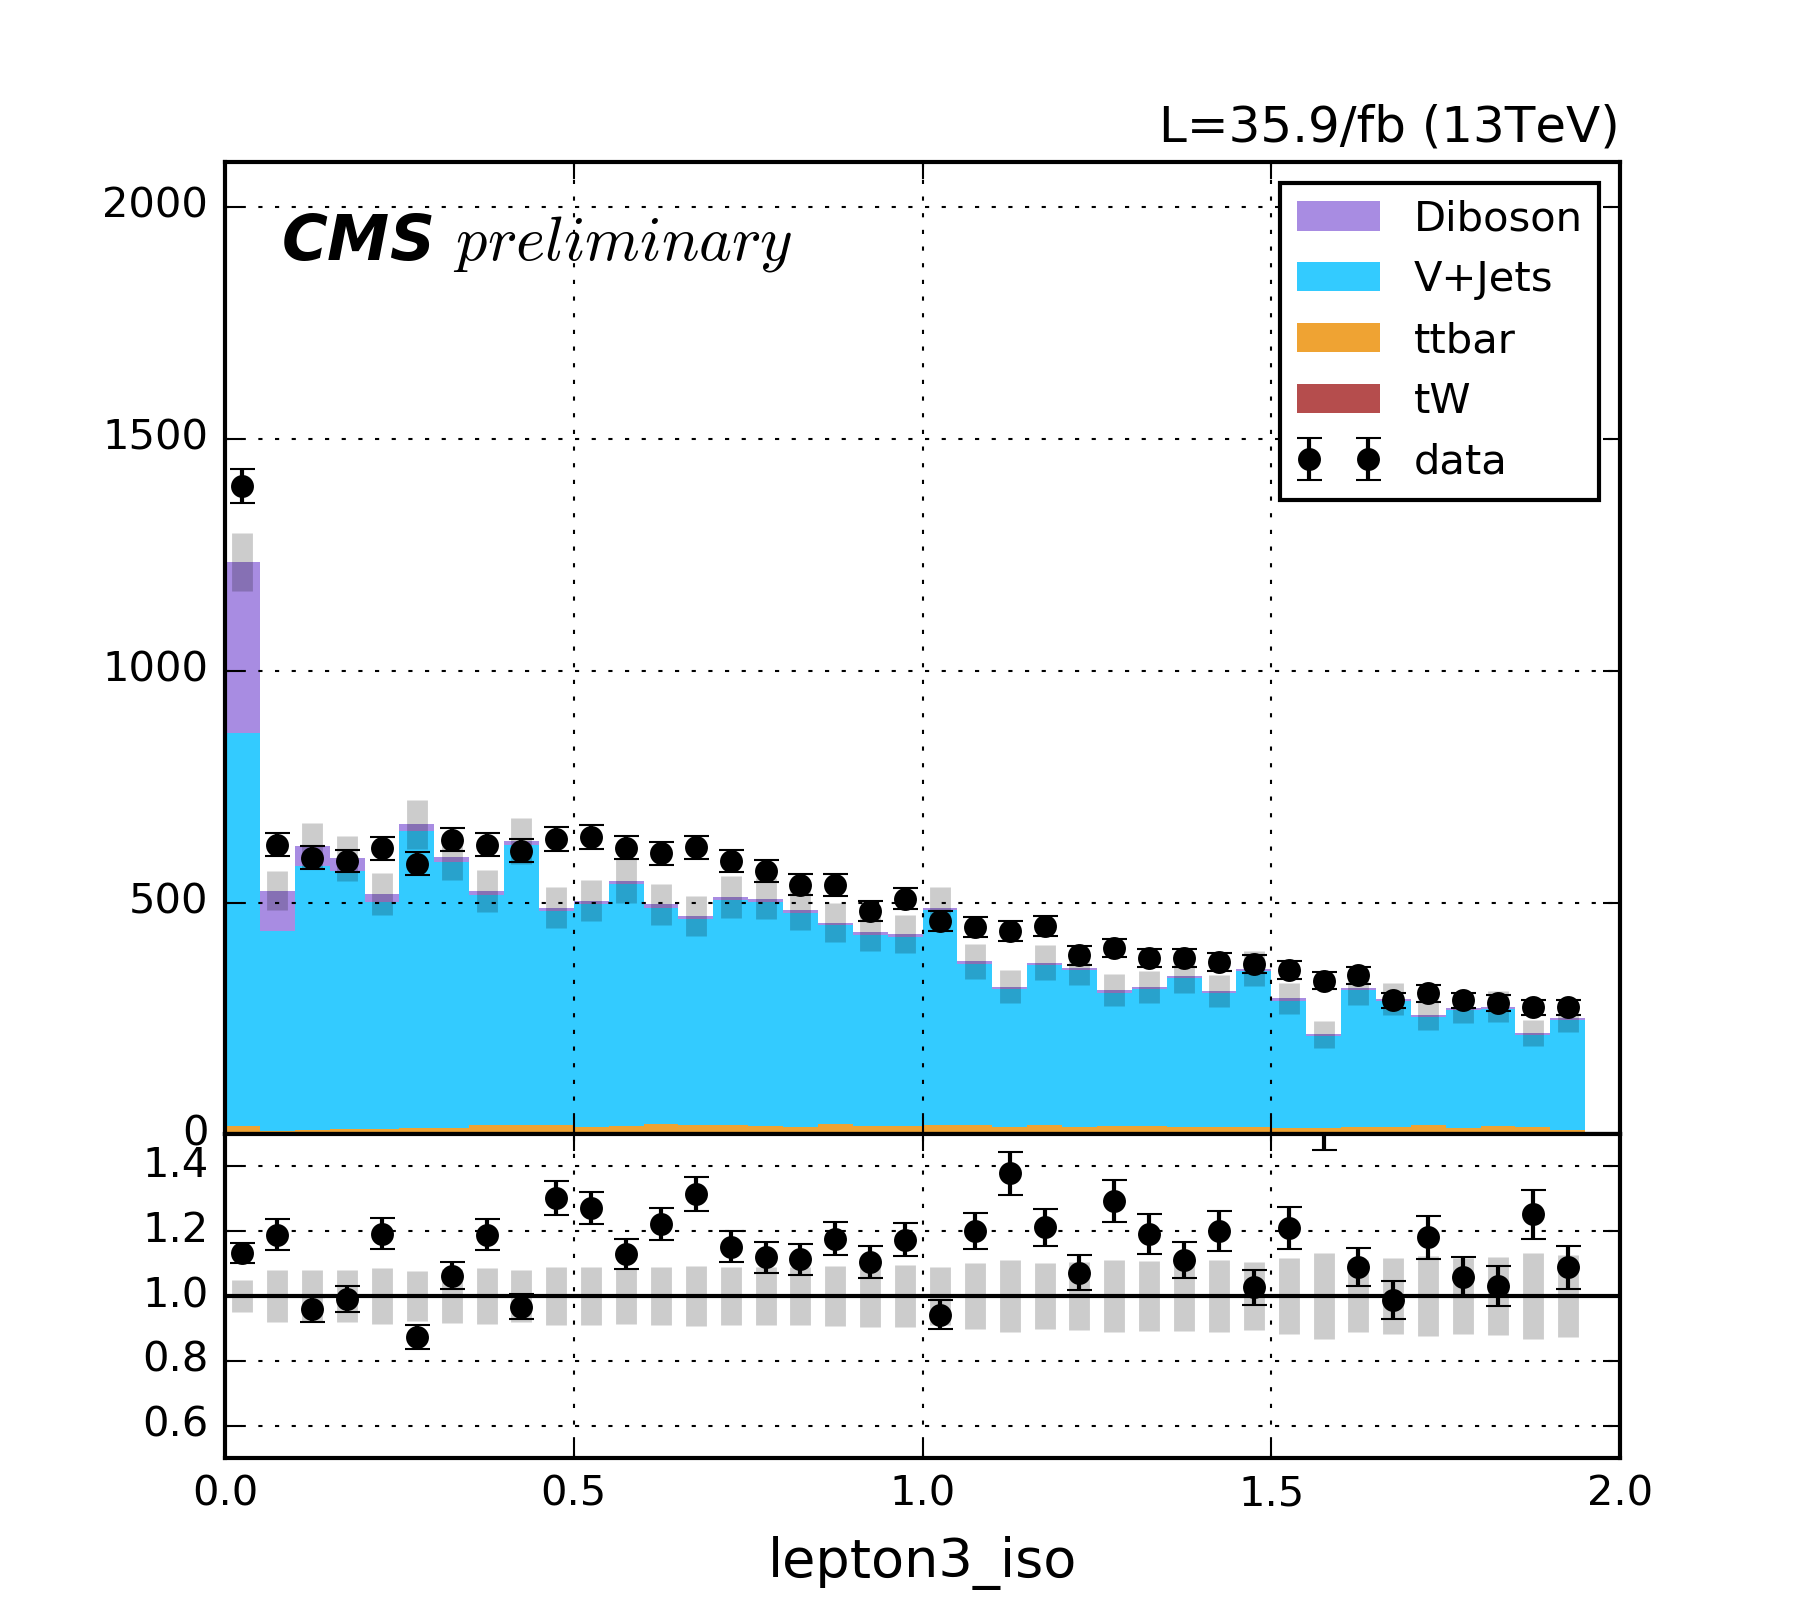 L=35.9/fb (13TeV)
CMS preliminary
2000
1500
1000
500
0
Diboson
V+Jets
ttbar
tW
data
1.4
1.2
1.0
0.8
0.6
0.0 0.5 1.0 1.5 2.0
lepton3_iso